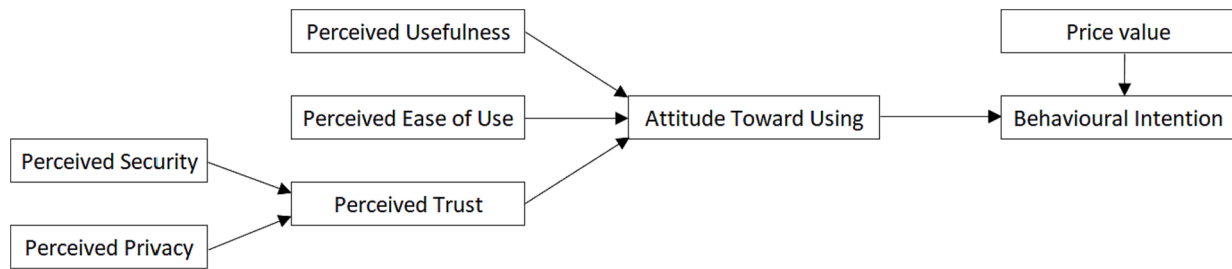 Perceived Usefulness
Price value
Perceived Ease of Use
Attitude Toward Using
Behavioural Intention
Perceived Security
Perceived Trust
Perceived Privacy